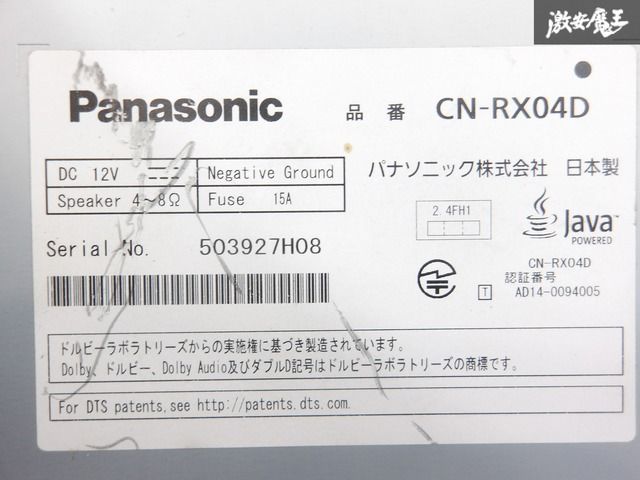 激安魔王
Panasonic 品番 CN-RX04D
DC 12V Negative Ground
Speaker 4～8Ω Fuse 15A
パナソニック株式会社 日本製
2.4FH1
Java
POWERED
Serial No. 503927H08
CN-RX04D
認証番号
T AD14-0094005
ドルビーラボラトリーズからの実施権に基づき製造されています。
Dolby、ドルビー、Dolby Audio及びダブルD記号はドルビーラボラトリーズの商標です。
For DTS patents,see http://patents.dts.com.